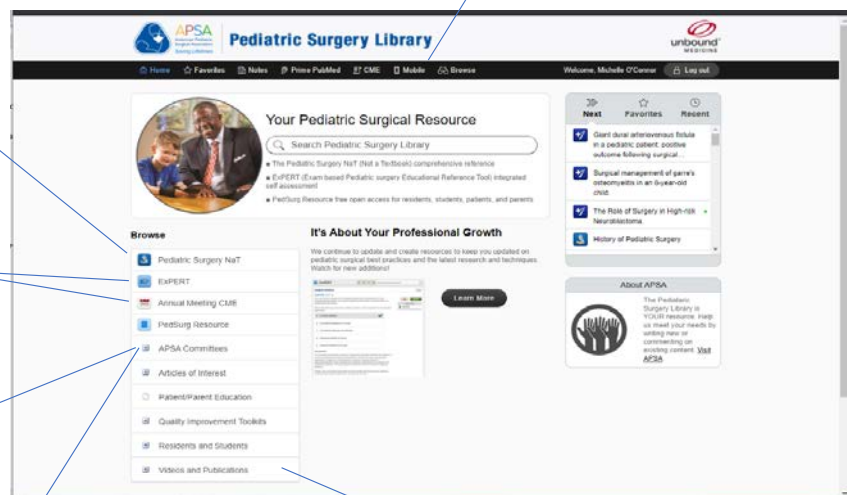 APSA
American Pediatric
Surgical Association
Saving Lifetimes
Pediatric Surgery Library
unbound
MEDICINE
Home Favorites Notes Prime PubMed CME Mobile Browse
Welcome, Michelle O'Connor Log out
Your Pediatric Surgical Resource
Search Pediatric Surgery Library
The Pediatric Surgery NaT (Not a Textbook) comprehensive reference
ExPERT (Exam based Pediatric surgery Educational Reference Tool) integrated
self assessment
PedSurg Resource free open access for residents, students, patients, and parents
Next Favorites Recent
Giant dural arteriovenous fistula
in a pediatric patient: positive
outcome following surgical...
Surgical management of garre's
osteomyelitis in an 8-year-old
child.
The Role of Surgery in High-risk
Neuroblastoma
History of Pediatric Surgery
Browse
Pediatric Surgery NaT
ExPERT
Annual Meeting CME
PedSurg Resource
APSA Committees
Articles of Interest
Patient/Parent Education
Quality Improvement Toolkits
Residents and Students
Videos and Publications
It's About Your Professional Growth
We continue to update and create resources to keep you updated on
pediatric surgical best practices and the latest research and techniques.
Watch for new additions!
Learn More
About APSA
The Pediatric
Surgery Library is
YOUR resource. Help
us meet your needs by
writing new or
commenting on
existing content. Visit
APSA